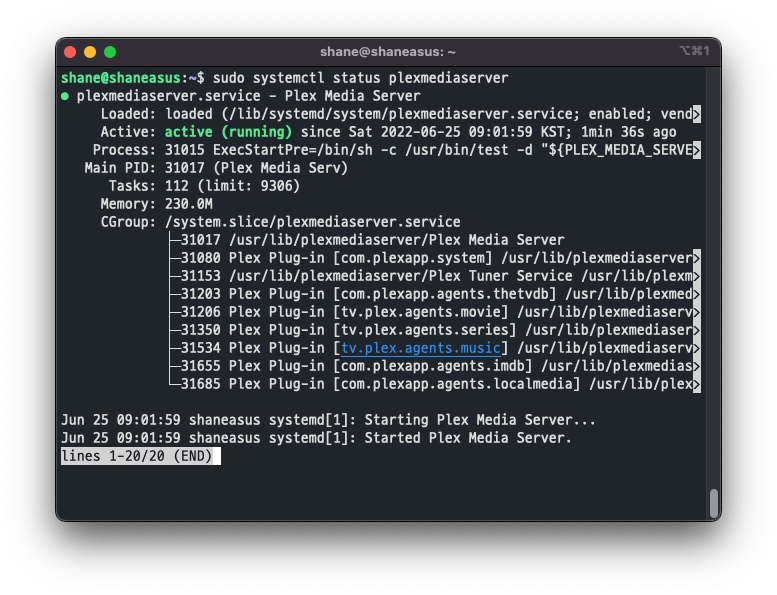 shane@shaneasus: ~
⌥⌘1
shane@shaneasus:~$ sudo systemctl status plexmediaserver
● plexmediaserver.service - Plex Media Server
Loaded: loaded (/lib/systemd/system/plexmediaserver.service; enabled; vend>
Active: active (running) since Sat 2022-06-25 09:01:59 KST; 1min 36s ago
Process: 31015 ExecStartPre=/bin/sh -c /usr/bin/test -d "${PLEX_MEDIA_SERVE>
Main PID: 31017 (Plex Media Serv)
Tasks: 112 (limit: 9306)
Memory: 230.0M
CGroup: /system.slice/plexmediaserver.service
├─31017 /usr/lib/plexmediaserver/Plex Media Server
├─31080 Plex Plug-in [com.plexapp.system] /usr/lib/plexmediaserver>
├─31153 /usr/lib/plexmediaserver/Plex Tuner Service /usr/lib/plexm>
├─31203 Plex Plug-in [com.plexapp.agents.thetvdb] /usr/lib/plexmed>
├─31206 Plex Plug-in [tv.plex.agents.movie] /usr/lib/plexmediaserv>
├─31350 Plex Plug-in [tv.plex.agents.series] /usr/lib/plexmediaser>
├─31534 Plex Plug-in [tv.plex.agents.music] /usr/lib/plexmediaserv>
├─31655 Plex Plug-in [com.plexapp.agents.imdb] /usr/lib/plexmedias>
└─31685 Plex Plug-in [com.plexapp.agents.localmedia] /usr/lib/plex>
Jun 25 09:01:59 shaneasus systemd[1]: Starting Plex Media Server...
Jun 25 09:01:59 shaneasus systemd[1]: Started Plex Media Server.
lines 1-20/20 (END)